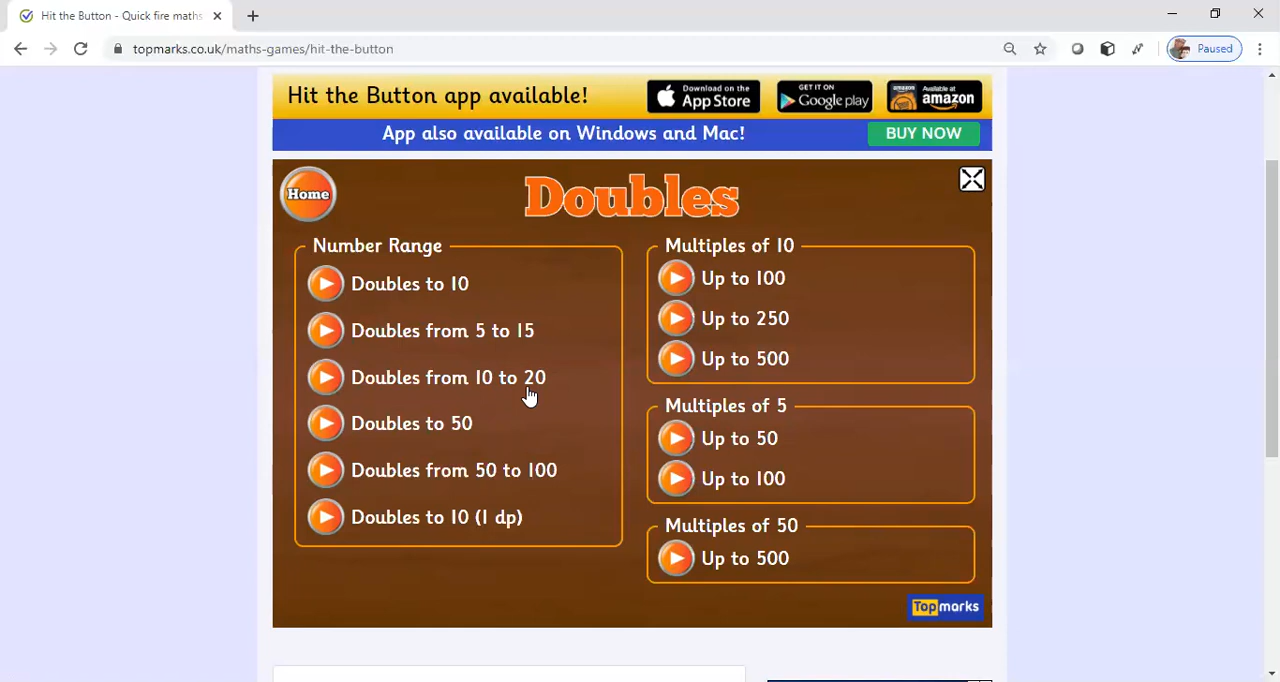 Hit the Button - Quick fire maths
topmarks.co.uk/maths-games/hit-the-button
Paused
Hit the Button app available!
Download on the
App Store
GET IT ON
Google play
Available at
amazon
App also available on Windows and Mac!
BUY NOW
Home
Doubles
Number Range
Doubles to 10
Doubles from 5 to 15
Doubles from 10 to 20
Doubles to 50
Doubles from 50 to 100
Doubles to 10 (1 dp)
Multiples of 10
Up to 100
Up to 250
Up to 500
Multiples of 5
Up to 50
Up to 100
Multiples of 50
Up to 500
Topmarks